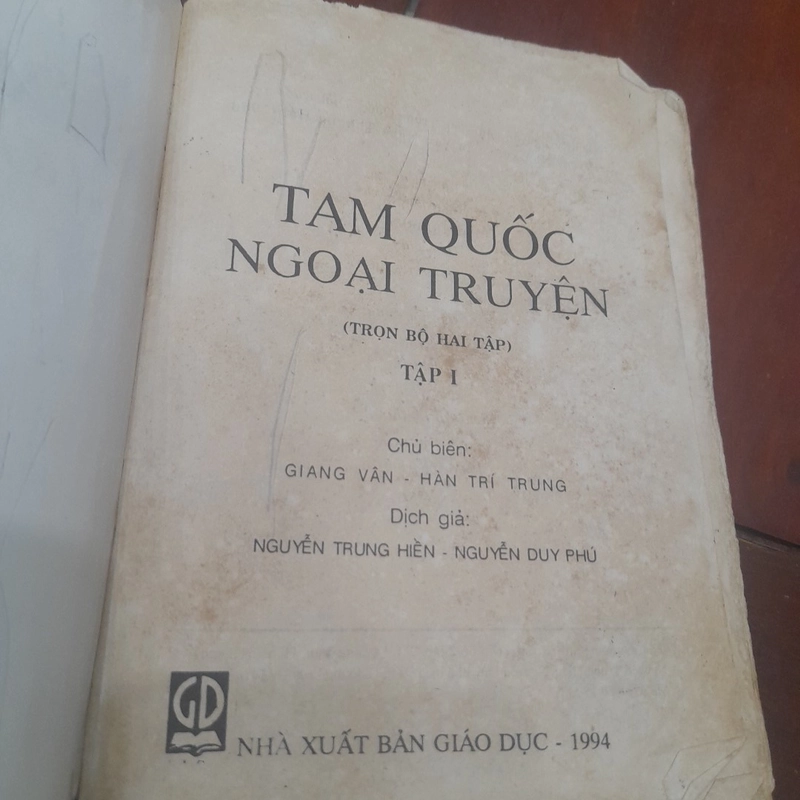 TAM QUỐC
NGOẠI TRUYỆN
(TRỌN BỘ HAI TẬP)
TẬP I
Chủ biên:
GIANG VÂN - HÀN TRÍ TRUNG
Dịch giả:
NGUYỄN TRUNG HIỀN - NGUYỄN DUY PHÚ
GD
NHÀ XUẤT BẢN GIÁO DỤC - 1994